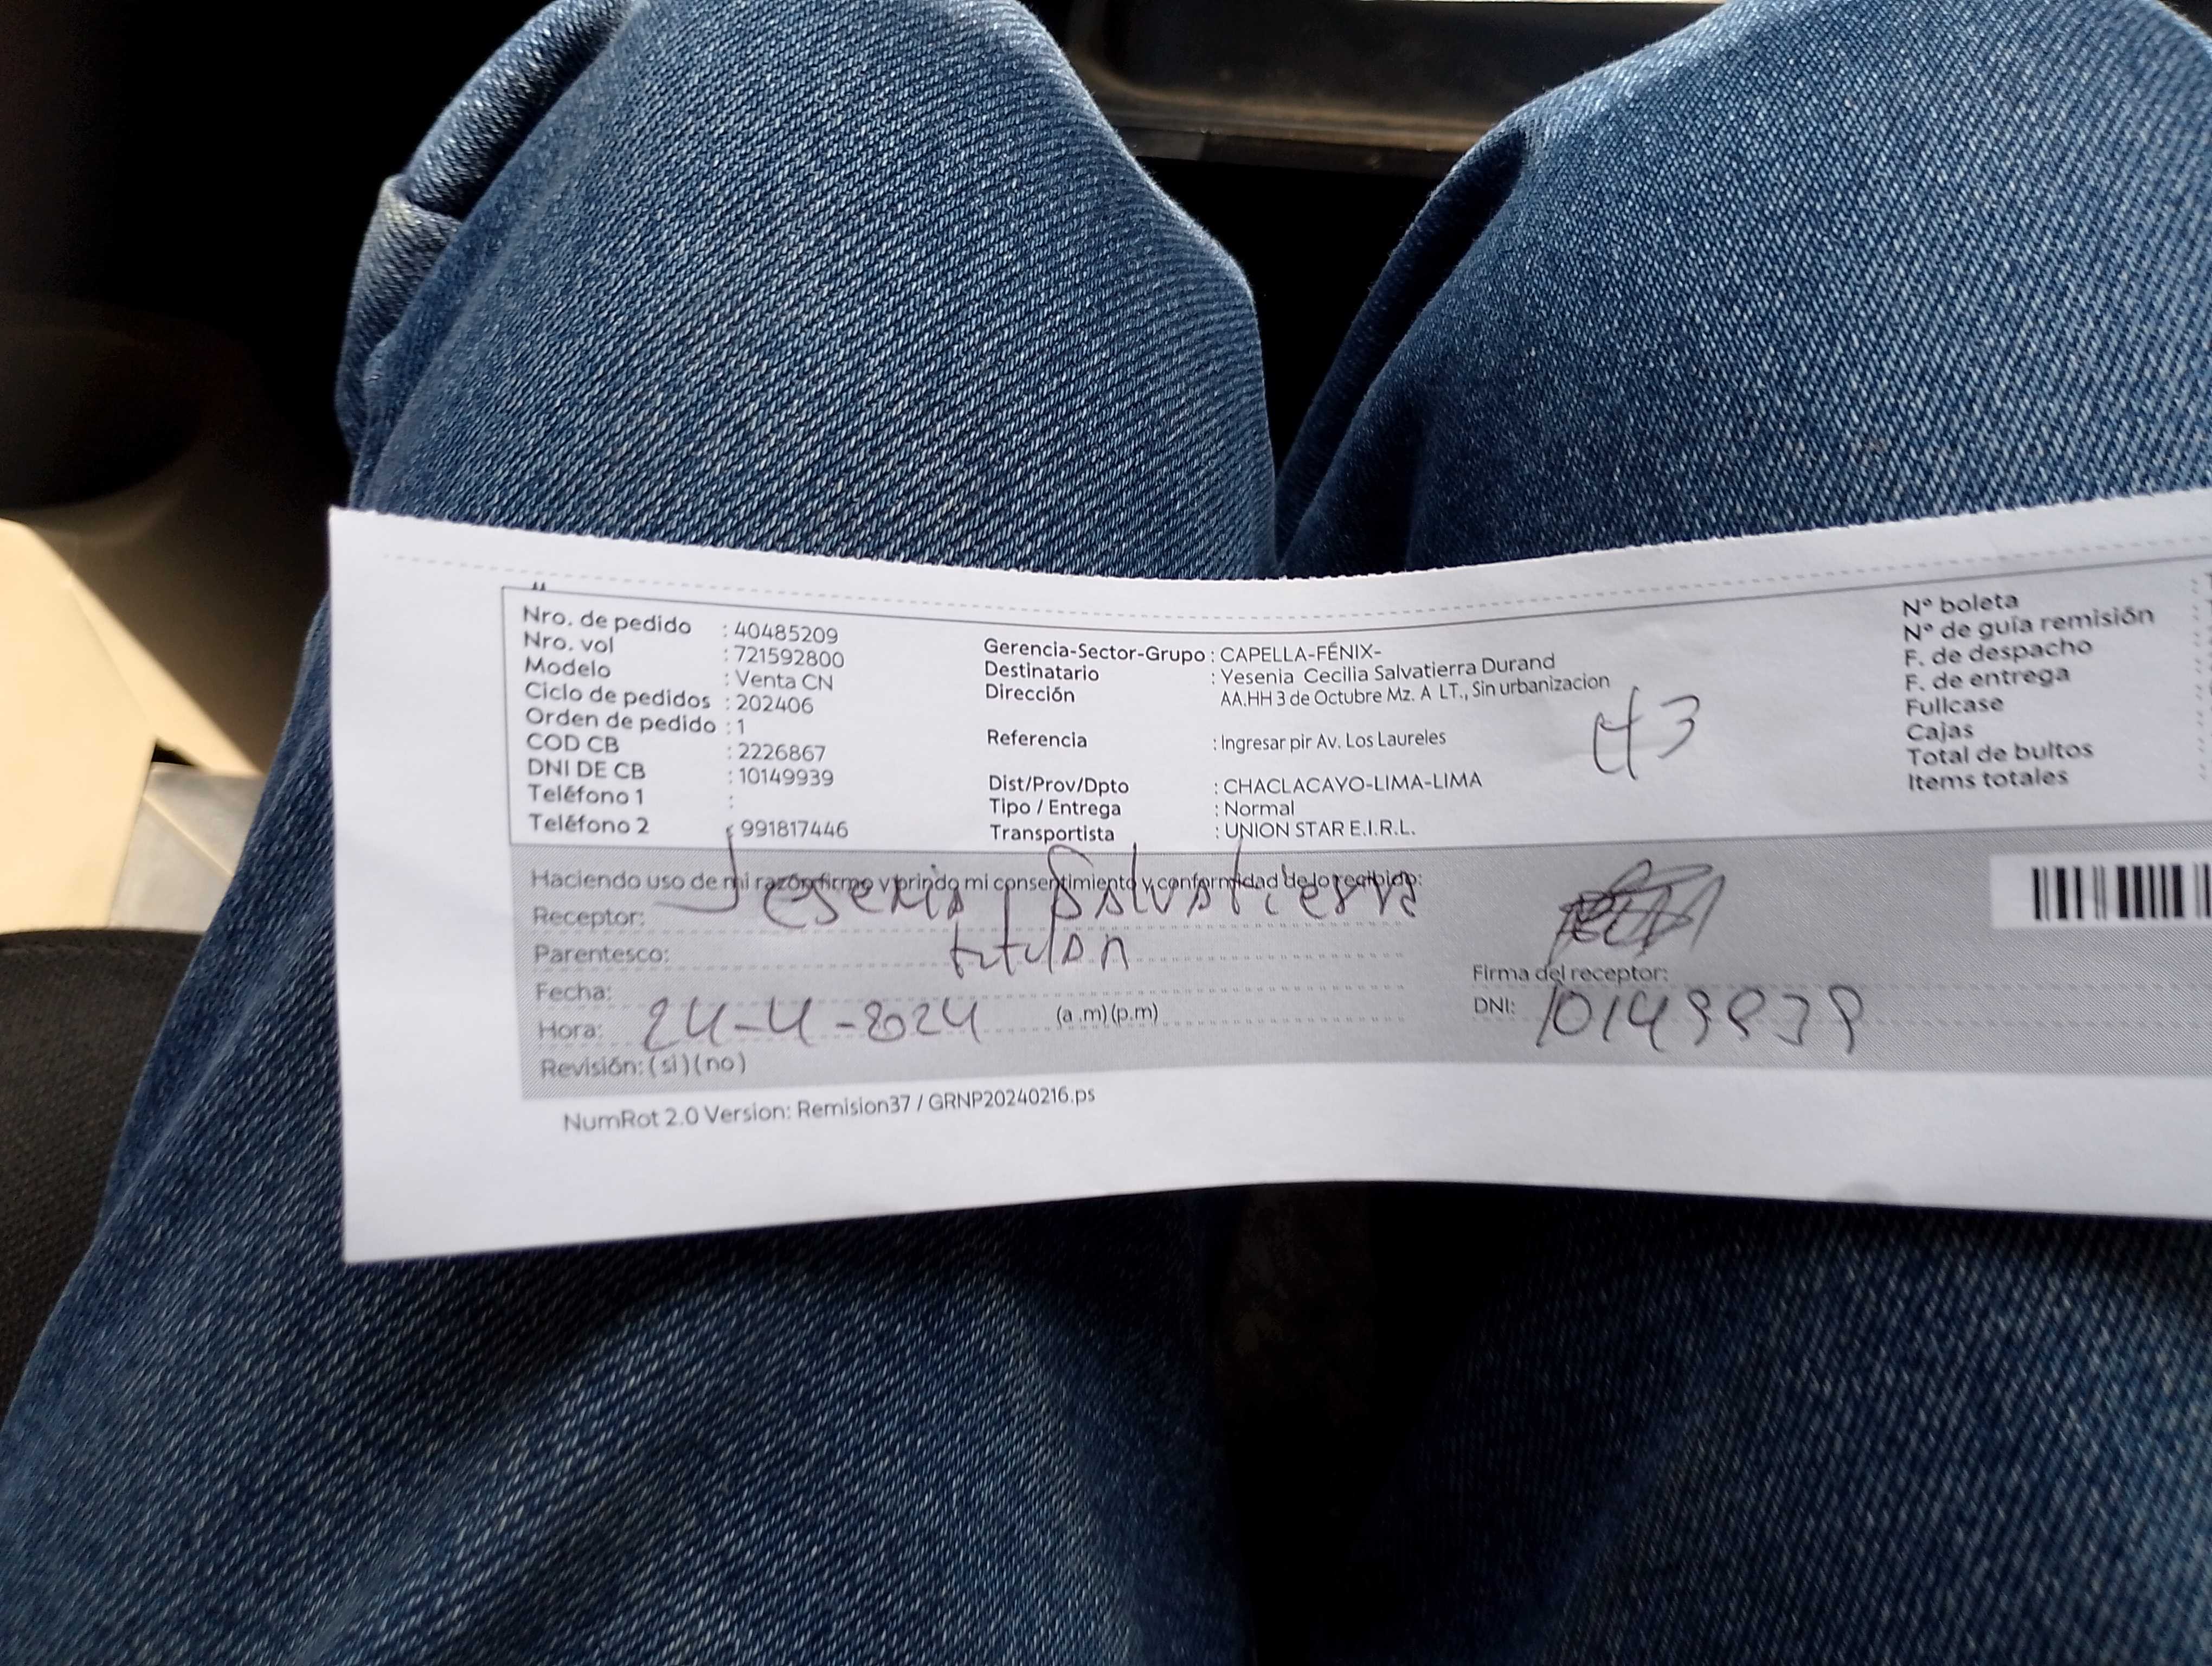 Nro. de pedido : 40485209
Nro. vol : 721592800
Modelo : Venta CN
Ciclo de pedidos : 202406
Orden de pedido : 1
COD CB : 2226867
DNI DE CB : 10149939
Teléfono 1 :
Teléfono 2 : 991817446
Gerencia-Sector-Grupo : CAPELLA-FÉNIX-
Destinatario : Yesenia Cecilia Salvatierra Durand
Dirección AA.HH 3 de Octubre Mz. A LT., Sin urbanizacion
Referencia : Ingresar pir Av. Los Laureles
Dist/Prov/Dpto : CHACLACAYO-LIMA-LIMA
Tipo / Entrega : Normal
Transportista : UNION STAR E.I.R.L.
N° boleta
N° de guía remisión
F. de despacho
F. de entrega
Fullcase
Cajas
Total de bultos
Items totales
Haciendo uso de mi razón firmo y brindo mi consentimiento y conformidad de lo recibido:
Receptor: Jesenia Salvatierra
Parentesco:
Fecha:
Hora: 24-4-2024 (a.m)(p.m)
Revisión: (si)(no)
Firma del receptor:
DNI: 10149939
NumRot 2.0 Version: Remision37 / GRNP20240216.ps